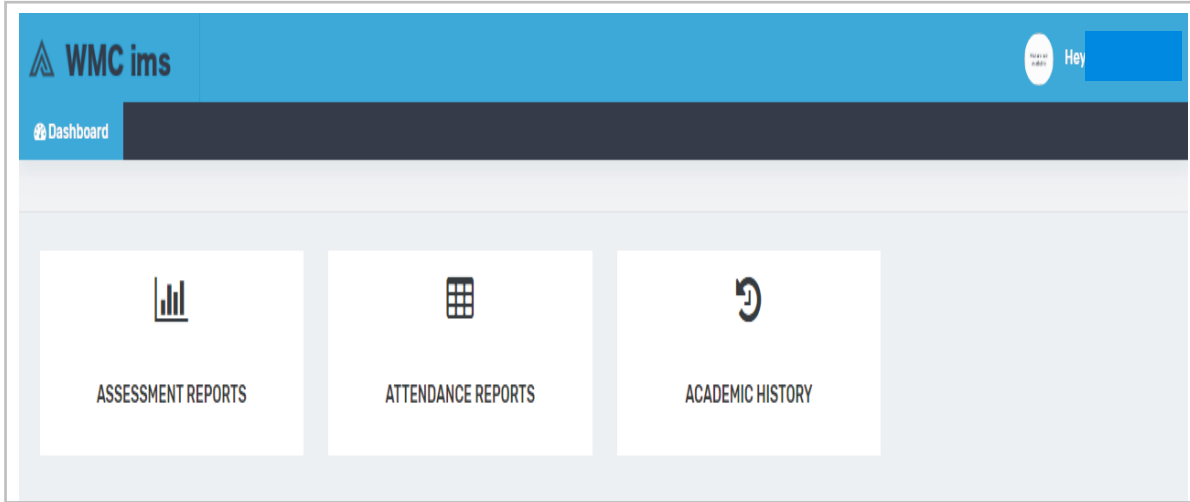 WMC ims
Hey
Dashboard
ASSESSMENT REPORTS
ATTENDANCE REPORTS
ACADEMIC HISTORY